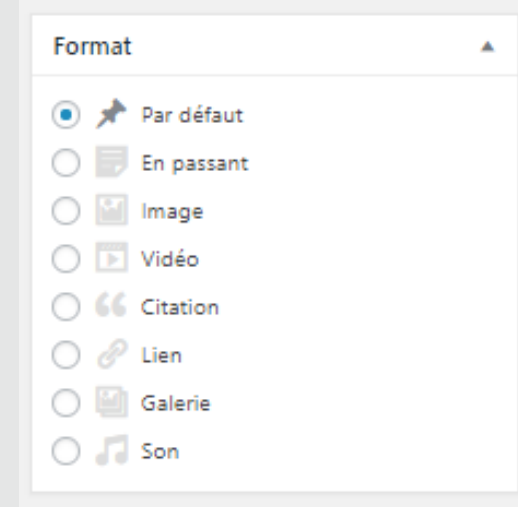 Format
Par défaut
En passant
Image
Vidéo
Citation
Lien
Galerie
Son